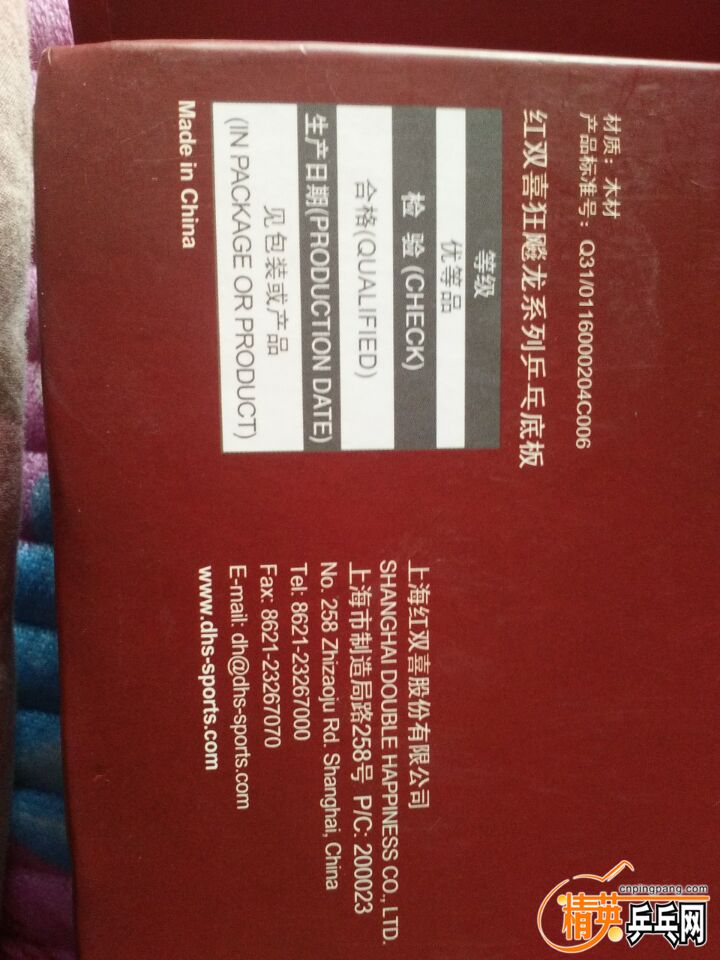 材质：木材
产品标准号：Q31/0116000204C006
红双喜狂飚龙系列乒乓底板
等级
优等品
检 验 (CHECK)
合格(QUALIFIED)
生产日期(PRODUCTION DATE)
见包装或产品
(IN PACKAGE OR PRODUCT)
Made in China
上海红双喜股份有限公司
SHANGHAI DOUBLE HAPPINESS CO., LTD.
上海市制造局路258号 P/C: 200023
No. 258 Zhizaoju Rd. Shanghai, China
Tel: 8621-23267000
Fax: 8621-23267070
E-mail: dh@dhs-sports.com
www.dhs-sports.com
cnpingpang.com
精英乒乓网